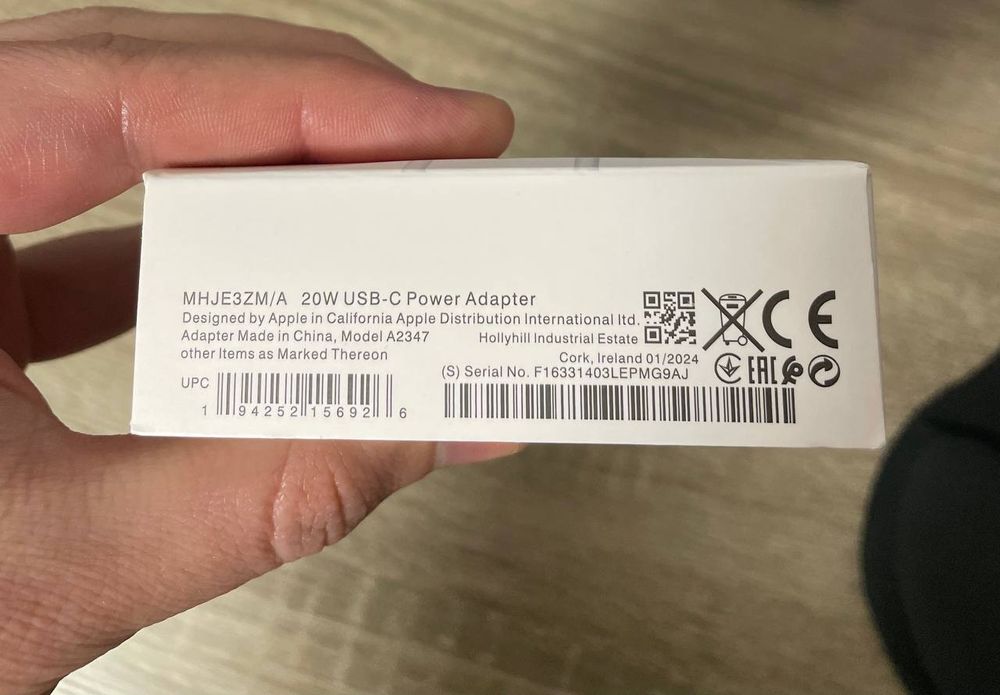 MHJE3ZM/A 20W USB-C Power Adapter
Designed by Apple in California Apple Distribution International ltd.
Adapter Made in China, Model A2347 Hollyhill Industrial Estate
other Items as Marked Thereon Cork, Ireland 01/2024
(S) Serial No. F16331403LEPMG9AJ
UPC
1 94252 15692 6
CE
EAC